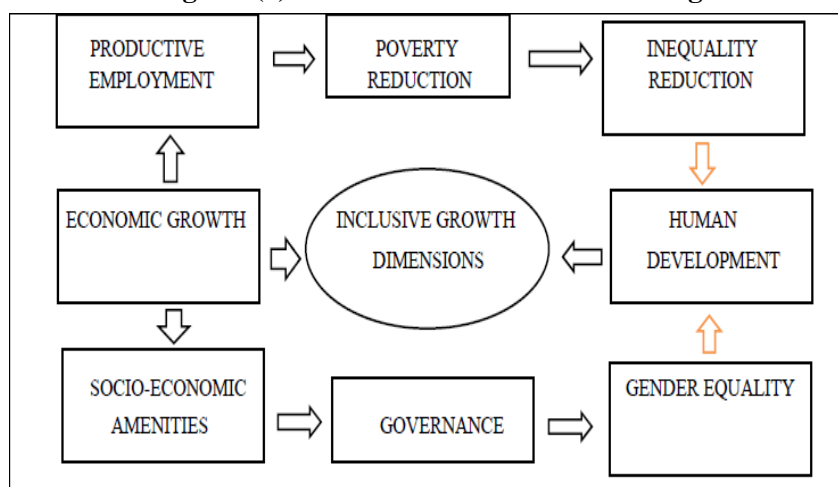 PRODUCTIVE
EMPLOYMENT
POVERTY
REDUCTION
INEQUALITY
REDUCTION
ECONOMIC GROWTH
INCLUSIVE GROWTH
DIMENSIONS
HUMAN
DEVELOPMENT
SOCIO-ECONOMIC
AMENITIES
GOVERNANCE
GENDER EQUALITY